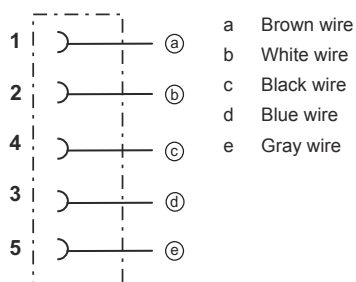 1 ⓐ
2 ⓑ
4 ⓒ
3 ⓓ
5 ⓔ
a Brown wire
b White wire
c Black wire
d Blue wire
e Gray wire